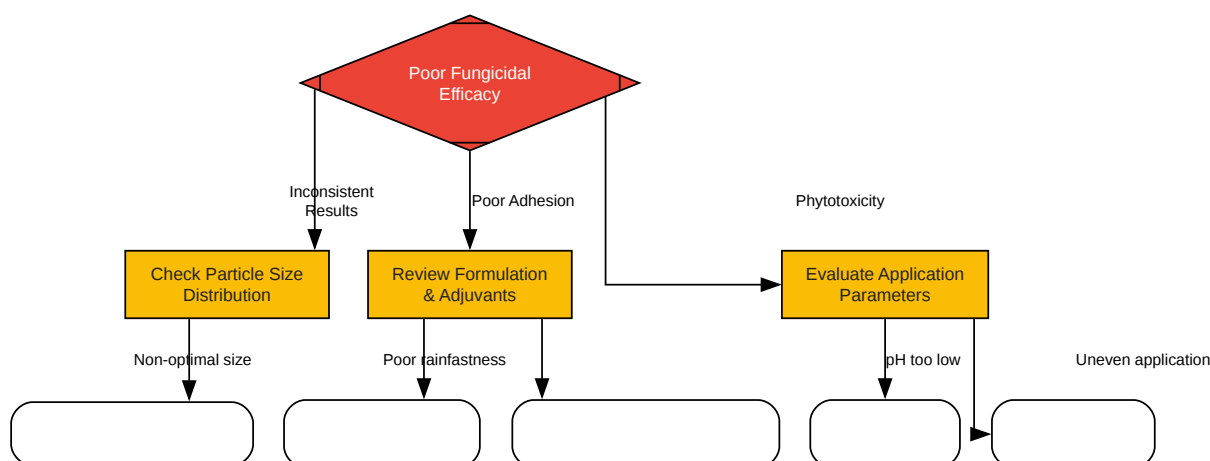 Poor Fungicidal
Efficacy
Inconsistent
Results
Poor Adhesion
Phytotoxicity
Check Particle Size
Distribution
Review Formulation
& Adjuvants
Evaluate Application
Parameters
Non-optimal size
Poor rainfastness
pH too low
Uneven application